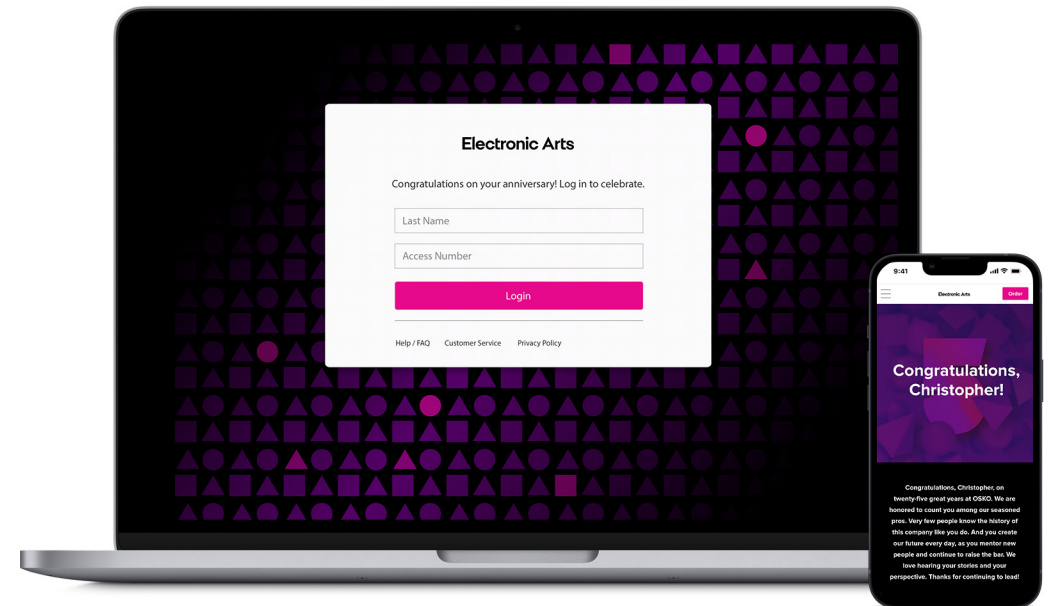 Electronic Arts
Congratulations on your anniversary! Log in to celebrate.
Last Name
Access Number
Login
Help / FAQ Customer Service Privacy Policy
9:41
Electronic Arts
Order
Congratulations,
Christopher!
Congratulations, Christopher, on
twenty-five great years at OSKO. We are
honored to count you among our seasoned
pros. Very few people know the history of
this company like you do. And you create
our future every day, as you mentor new
people and continue to raise the bar. We
love hearing your stories and your
perspective. Thanks for continuing to lead!